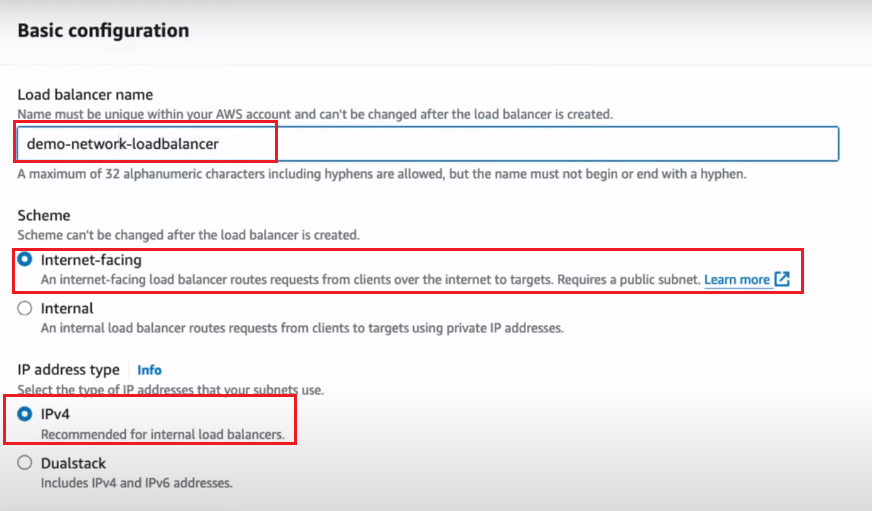 Basic configuration
Load balancer name
Name must be unique within your AWS account and can't be changed after the load balancer is created.
demo-network-loadbalancer
A maximum of 32 alphanumeric characters including hyphens are allowed, but the name must not begin or end with a hyphen.
Scheme
Scheme can't be changed after the load balancer is created.
Internet-facing
An internet-facing load balancer routes requests from clients over the internet to targets. Requires a public subnet. Learn more
Internal
An internal load balancer routes requests from clients to targets using private IP addresses.
IP address type Info
Select the type of IP addresses that your subnets use.
IPv4
Recommended for internal load balancers.
Dualstack
Includes IPv4 and IPv6 addresses.